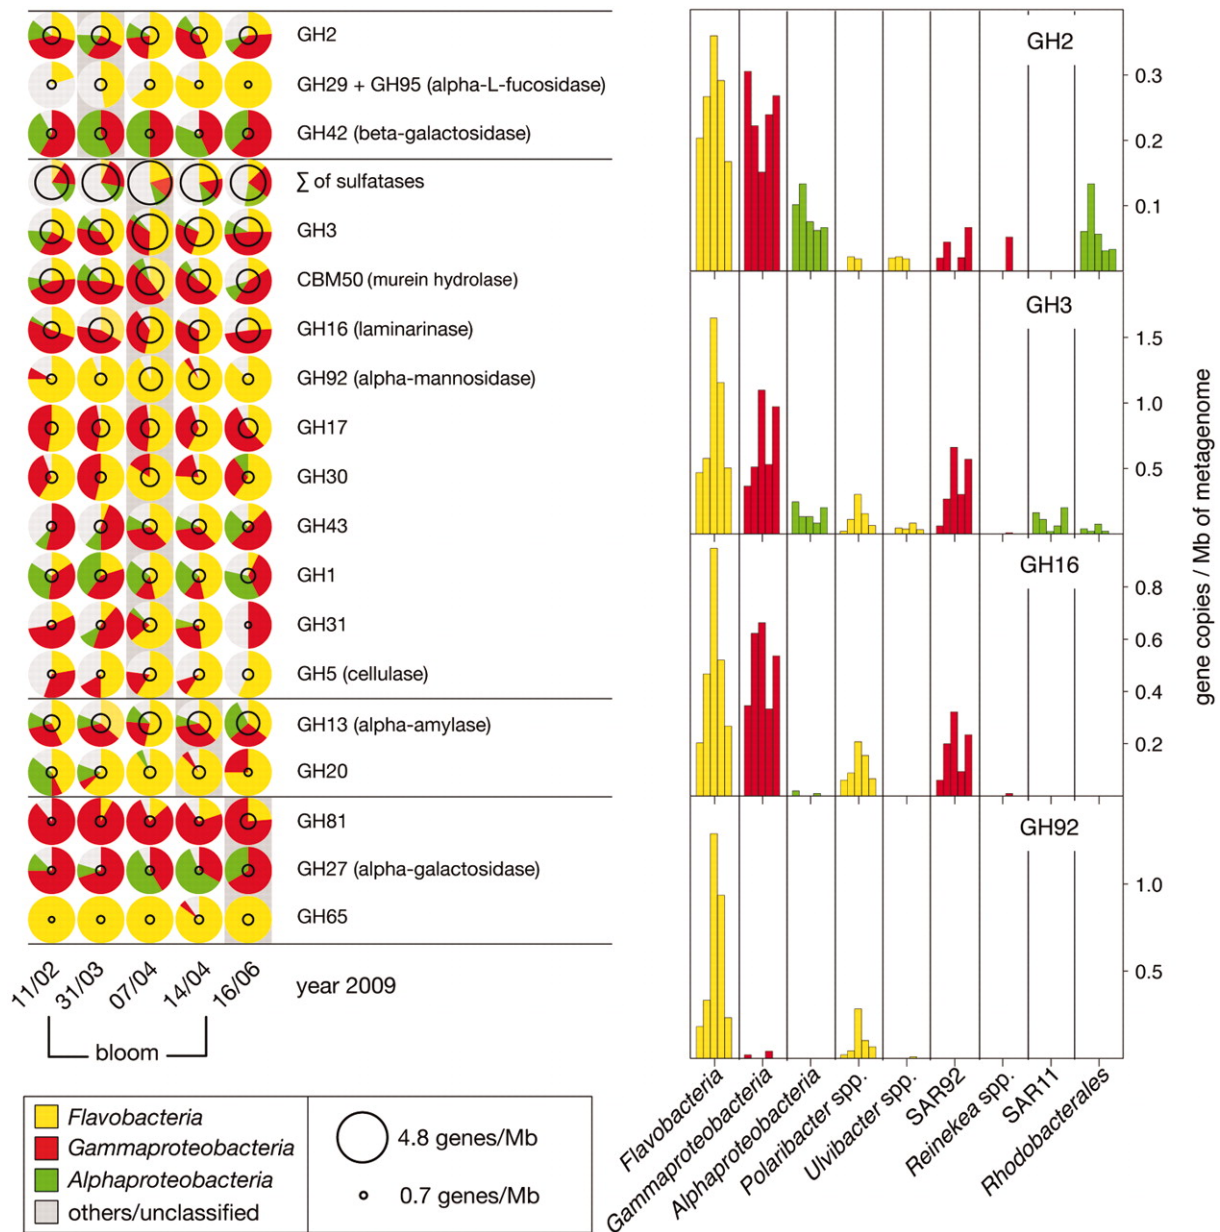 GH2
GH29 + GH95 (alpha-L-fucosidase)
GH42 (beta-galactosidase)
∑ of sulfatases
GH3
CBM50 (murein hydrolase)
GH16 (laminarinase)
GH92 (alpha-mannosidase)
GH17
GH30
GH43
GH1
GH31
GH5 (cellulase)
GH13 (alpha-amylase)
GH20
GH81
GH27 (alpha-galactosidase)
GH65
11/02
31/03
07/04
14/04
16/06
year 2009
bloom
Flavobacteria
Gammaproteobacteria
Alphaproteobacteria
others/unclassified
4.8 genes/Mb
0.7 genes/Mb
GH2
0.3
0.2
0.1
GH3
1.5
1.0
0.5
GH16
0.8
0.6
0.4
0.2
GH92
1.0
0.5
gene copies / Mb of metagenome
Flavobacteria
Gammaproteobacteria
Alphaproteobacteria
Polaribacter spp.
Ulvibacter spp.
SAR92
Reinekea spp.
SAR11
Rhodobacterales